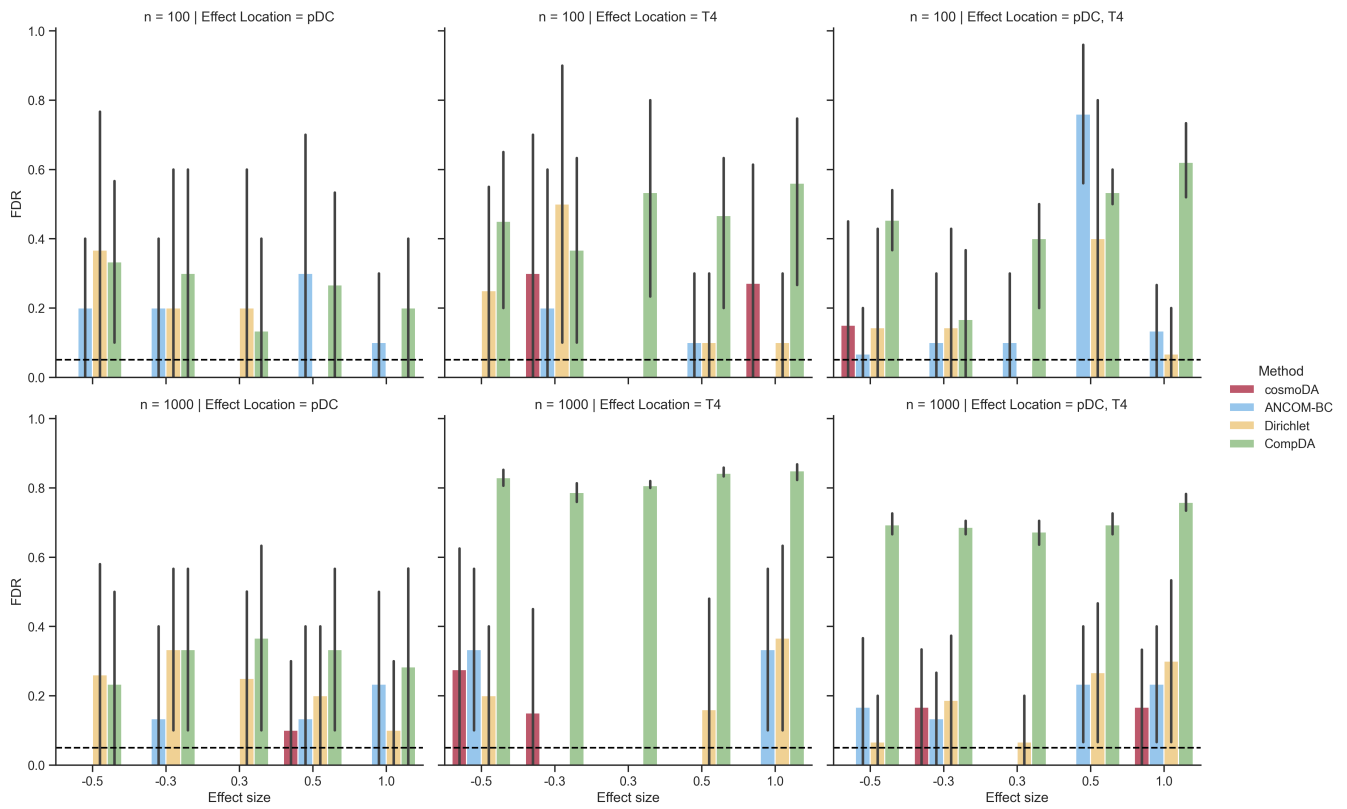 n = 100 | Effect Location = pDC
n = 100 | Effect Location = T4
n = 100 | Effect Location = pDC, T4
1.0
0.8
0.6
0.4
0.2
0.0
FDR
n = 1000 | Effect Location = pDC
n = 1000 | Effect Location = T4
n = 1000 | Effect Location = pDC, T4
1.0
0.8
0.6
0.4
0.2
0.0
FDR
-0.5 -0.3 0.3 0.5 1.0
Effect size
-0.5 -0.3 0.3 0.5 1.0
Effect size
-0.5 -0.3 0.3 0.5 1.0
Effect size
Method
cosmoDA
ANCOM-BC
Dirichlet
CompDA